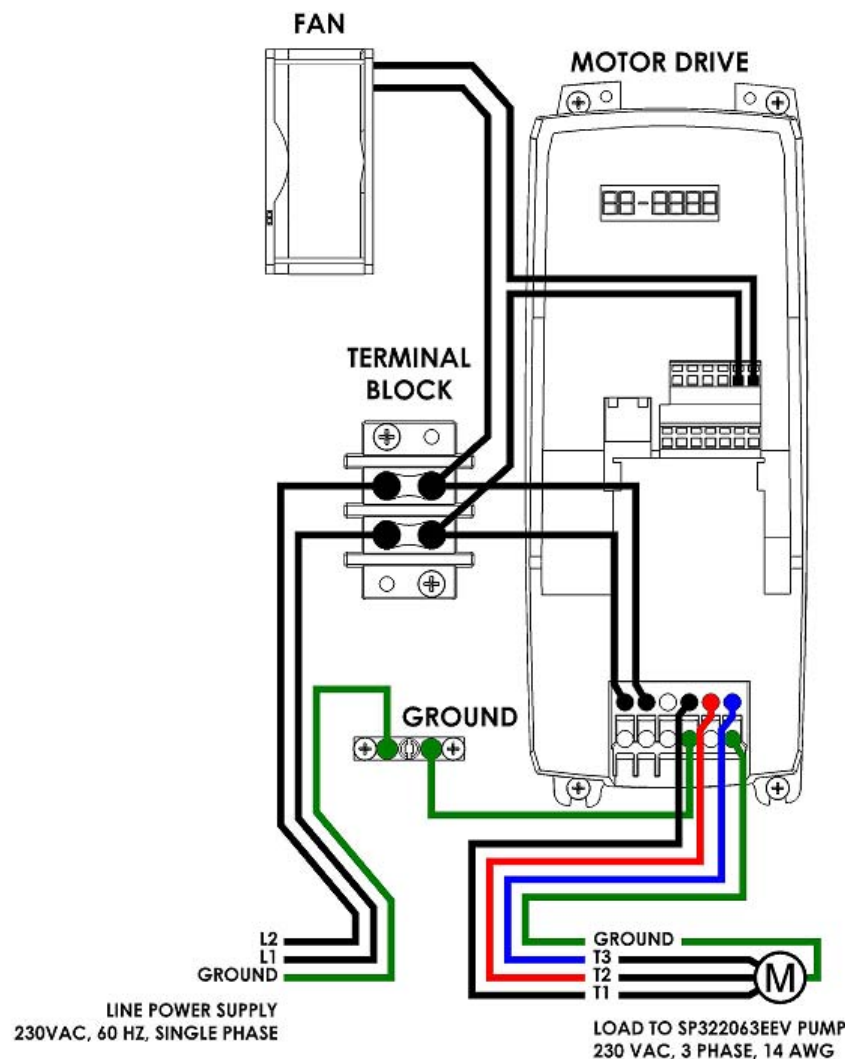 FAN
MOTOR DRIVE
TERMINAL
BLOCK
GROUND
L2
L1
GROUND
LINE POWER SUPPLY
230VAC, 60 HZ, SINGLE PHASE
GROUND
T3
T2
T1
M
LOAD TO SP322063EEV PUMP
230 VAC, 3 PHASE, 14 AWG